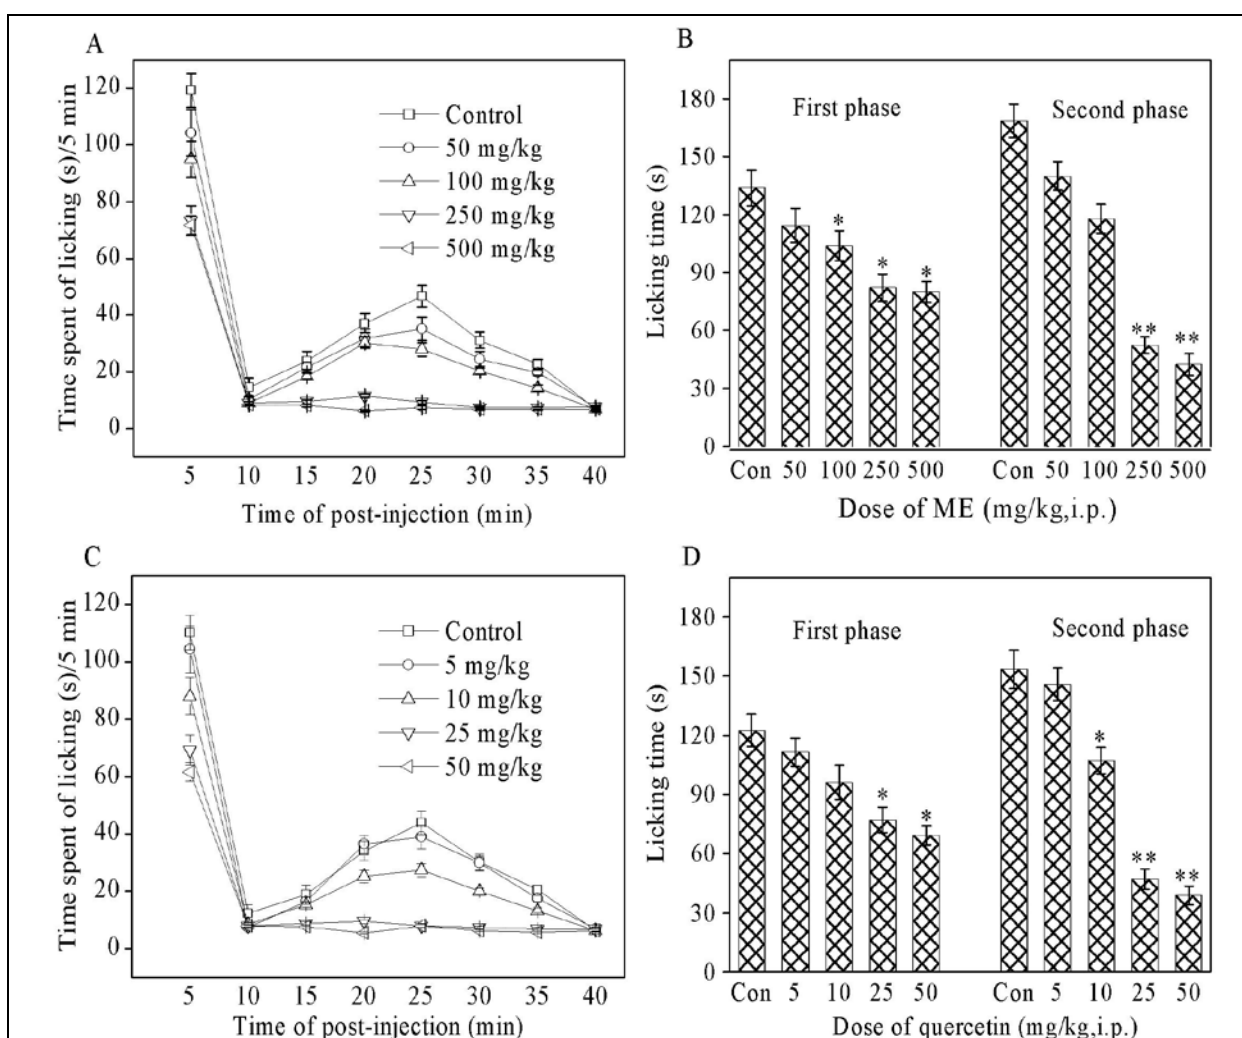 A
Time spent of licking (s)/5 min
120
100
80
60
40
20
0
Control
50 mg/kg
100 mg/kg
250 mg/kg
500 mg/kg
5 10 15 20 25 30 35 40
Time of post-injection (min)
B
Licking time (s)
180
150
120
90
60
30
0
First phase
Second phase
* * * ** **
Con 50 100 250 500 Con 50 100 250 500
Dose of ME (mg/kg,i.p.)
C
Time spent of licking (s)/5 min
120
100
80
60
40
20
0
Control
5 mg/kg
10 mg/kg
25 mg/kg
50 mg/kg
5 10 15 20 25 30 35 40
Time of post-injection (min)
D
Licking time (s)
180
150
120
90
60
30
0
First phase
Second phase
* * * ** **
Con 5 10 25 50 Con 5 10 25 50
Dose of quercetin (mg/kg,i.p.)